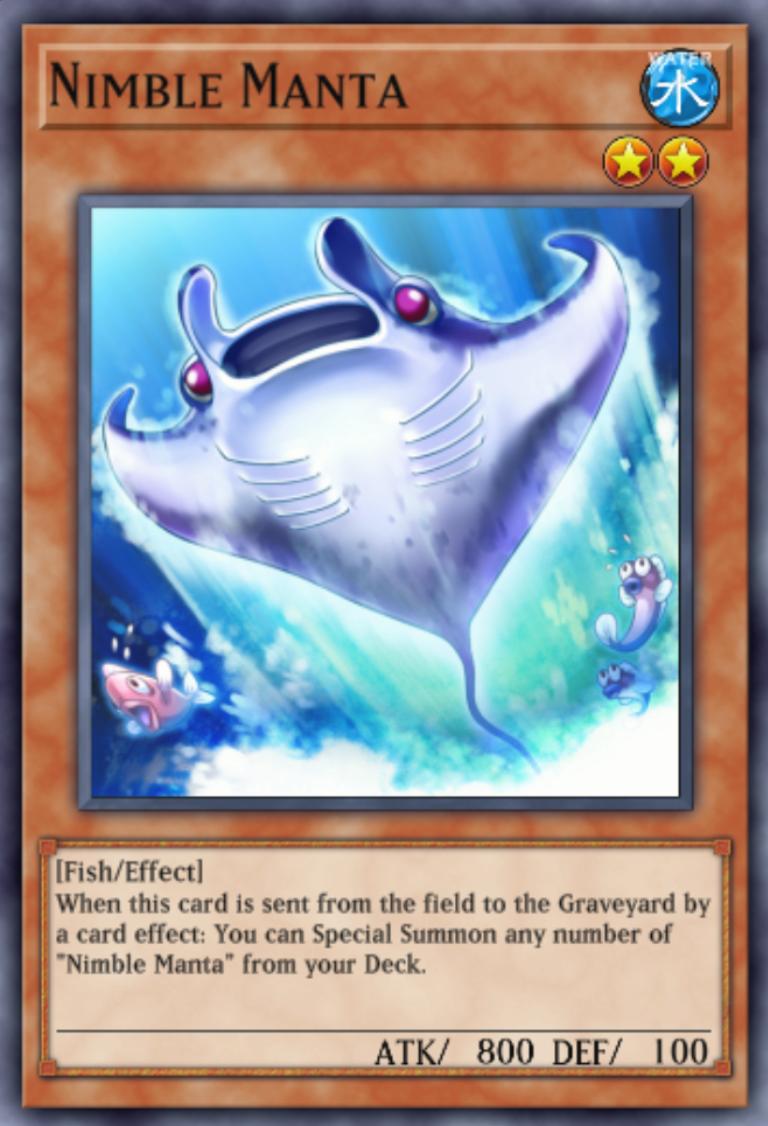 Nimble Manta
WATER
水
[Fish/Effect]
When this card is sent from the field to the Graveyard by
a card effect: You can Special Summon any number of
"Nimble Manta" from your Deck.
ATK/ 800 DEF/ 100